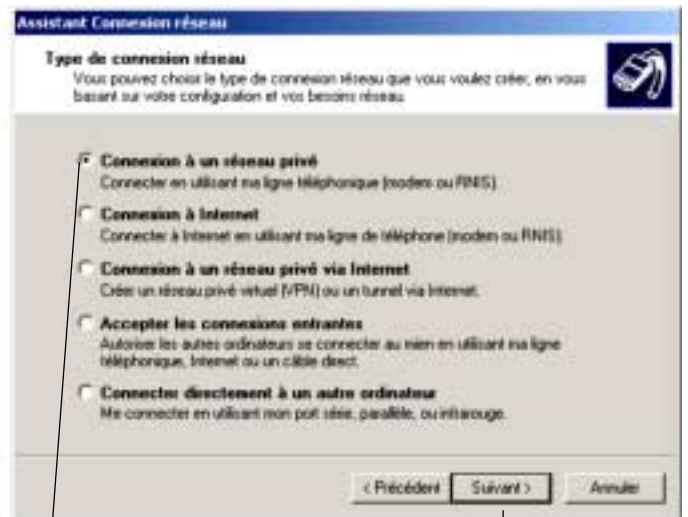 Assistant Connexion réseau
Type de connexion réseau
Vous pouvez choisir le type de connexion réseau que vous voulez créer, en vous
basant sur votre configuration et vos besoins réseau.
Connexion à un réseau privé
Connecter en utilisant ma ligne téléphonique (modem ou RNIS).
Connexion à Internet
Connecter à Internet en utilisant ma ligne de téléphone (modem ou RNIS).
Connexion à un réseau privé via Internet
Créer un réseau privé virtuel (VPN) ou un tunnel via Internet.
Accepter les connexions entrantes
Autoriser les autres ordinateurs se connecter au mien en utilisant ma ligne
téléphonique, Internet ou un câble direct.
Connecter directement à un autre ordinateur
Me connecter en utilisant mon port série, parallèle, ou infrarouge.
< Précédent Suivant > Annuler